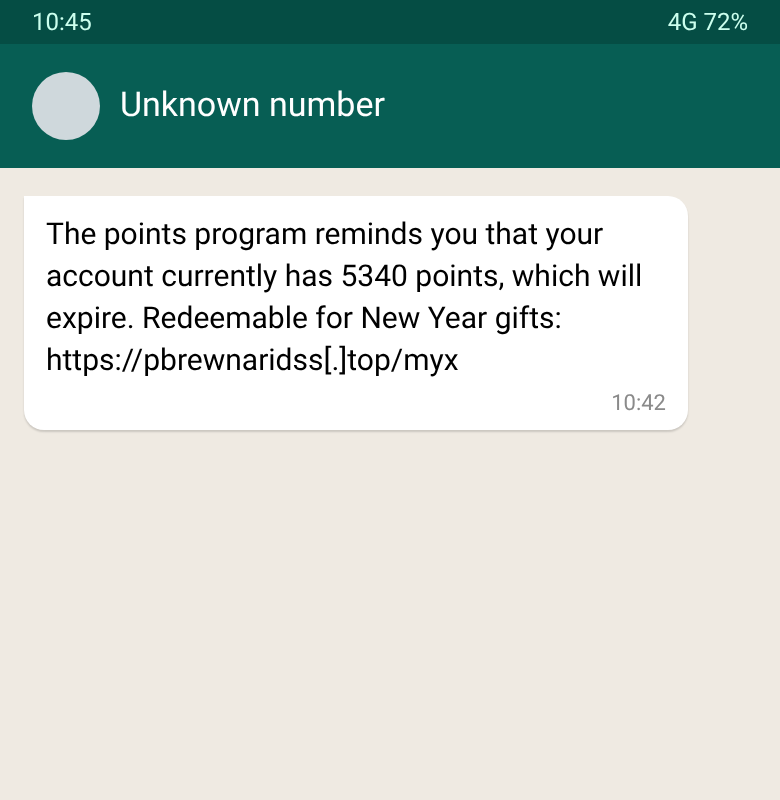 10:45
4G 72%
Unknown number
The points program reminds you that your
account currently has 5340 points, which will
expire. Redeemable for New Year gifts:
https://pbrewnaridss[.]top/myx
10:42